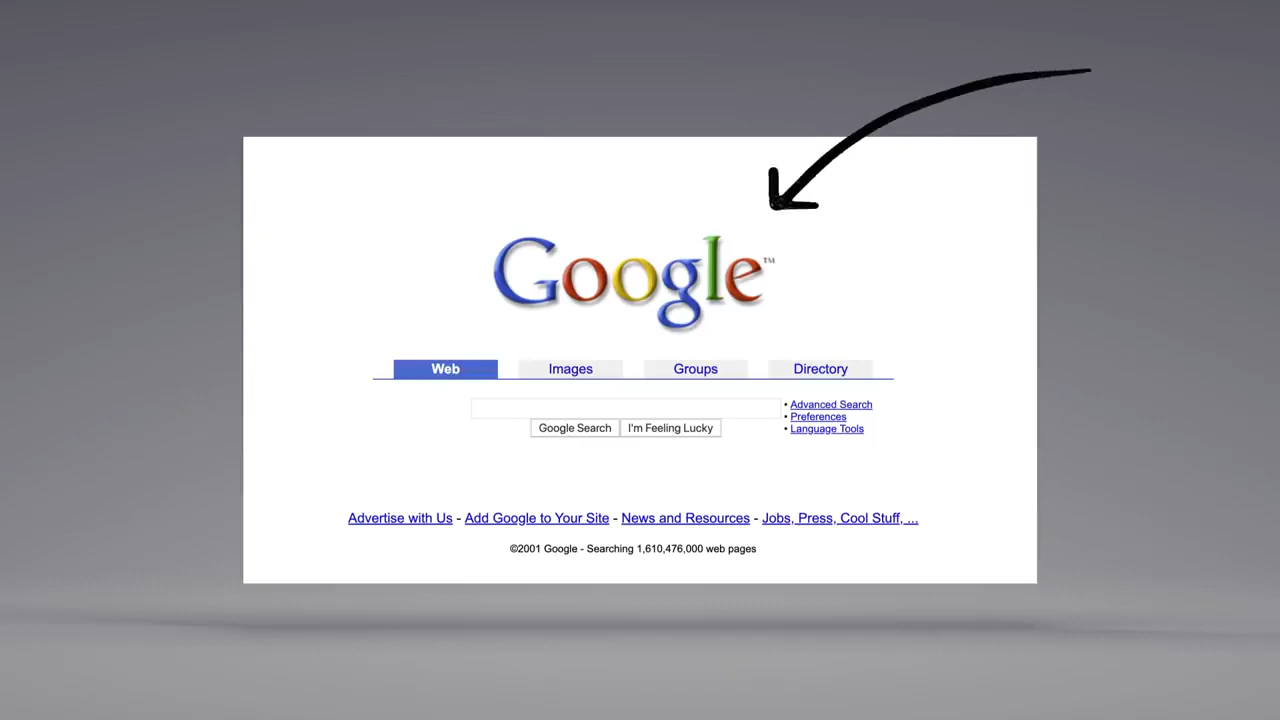 Google™
Web Images Groups Directory
• Advanced Search
• Preferences
• Language Tools
Google Search I'm Feeling Lucky
Advertise with Us - Add Google to Your Site - News and Resources - Jobs, Press, Cool Stuff, ...
©2001 Google - Searching 1,610,476,000 web pages